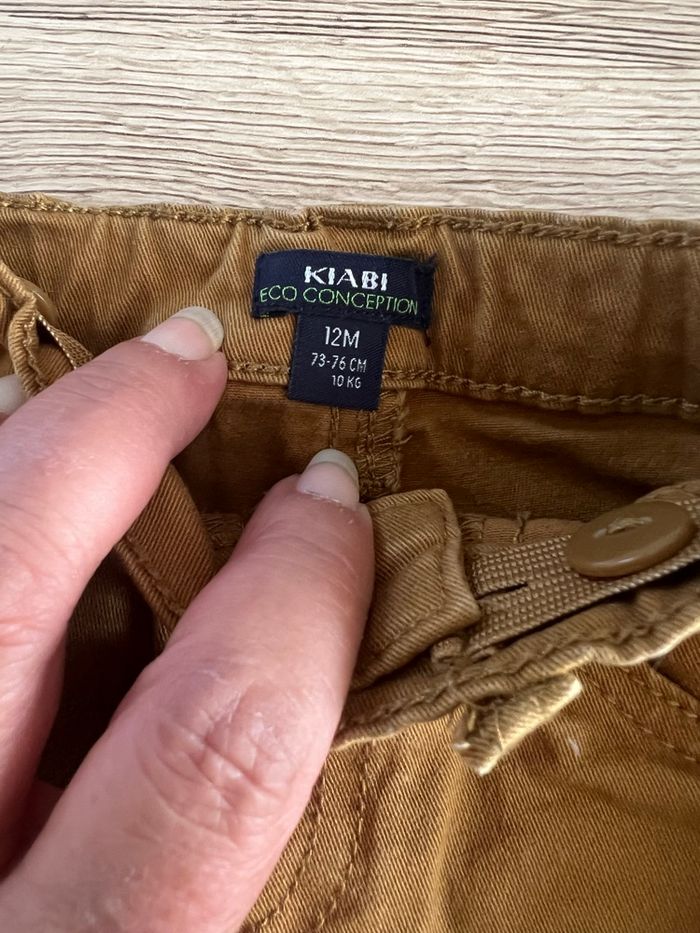 KIABI
ECO CONCEPTION
12M
73-76 CM
10 KG